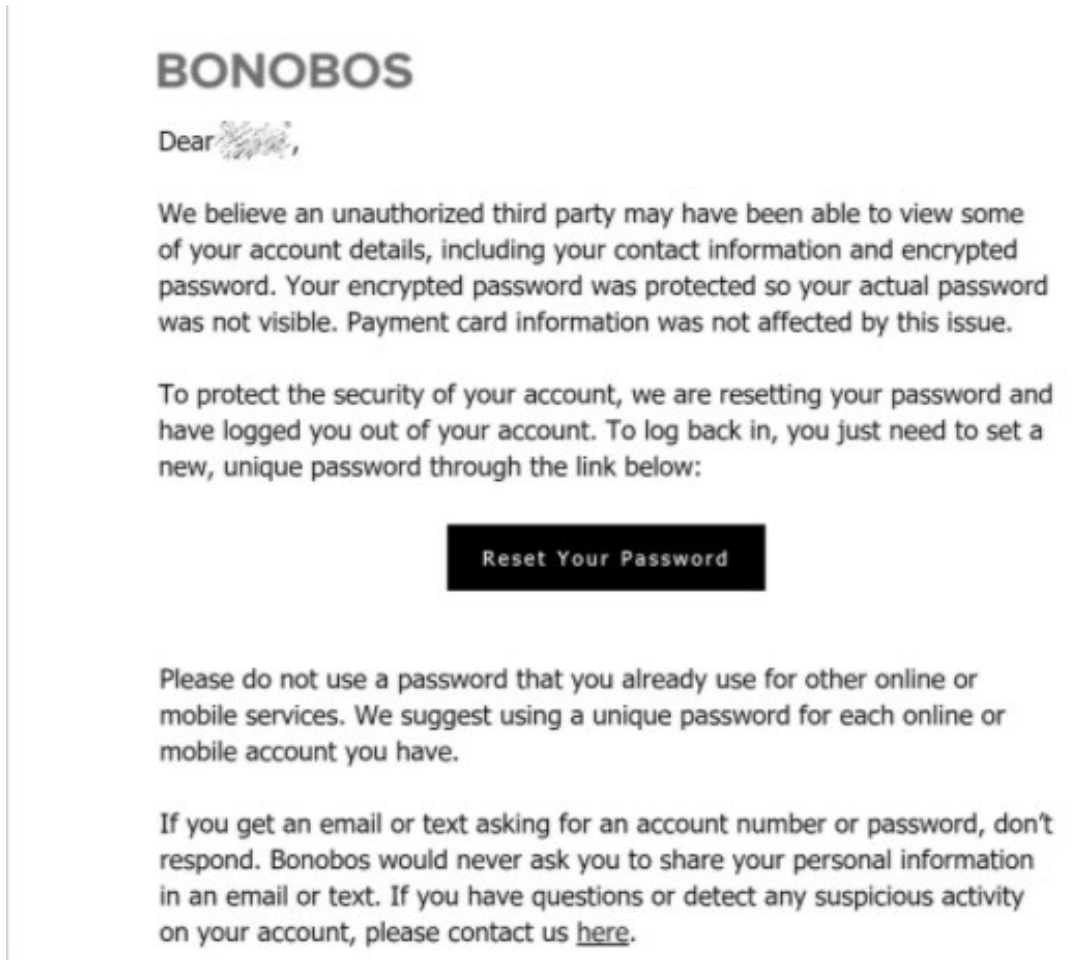 BONOBOS
Dear ,
We believe an unauthorized third party may have been able to view some
of your account details, including your contact information and encrypted
password. Your encrypted password was protected so your actual password
was not visible. Payment card information was not affected by this issue.
To protect the security of your account, we are resetting your password and
have logged you out of your account. To log back in, you just need to set a
new, unique password through the link below:
Reset Your Password
Please do not use a password that you already use for other online or
mobile services. We suggest using a unique password for each online or
mobile account you have.
If you get an email or text asking for an account number or password, don't
respond. Bonobos would never ask you to share your personal information
in an email or text. If you have questions or detect any suspicious activity
on your account, please contact us here.